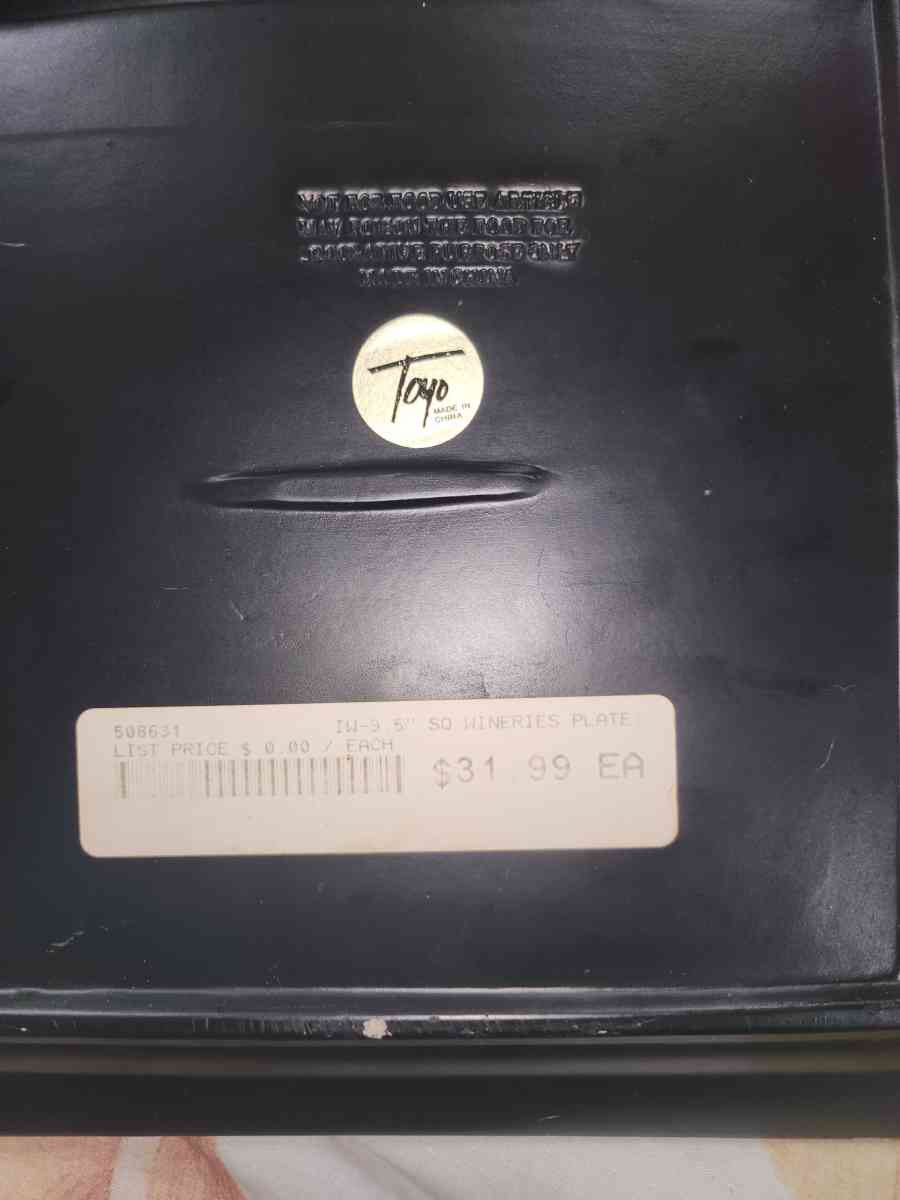 NOT FOR FOOD USE ARTICLE
MAY POISON THE FOOD FOR
DECORATIVE PURPOSE ONLY
MADE IN CHINA
Toyo
MADE IN
CHINA
508631 IW-9.5" SQ WINERIES PLATE
LIST PRICE $ 0.00 / EACH
$31.99 EA